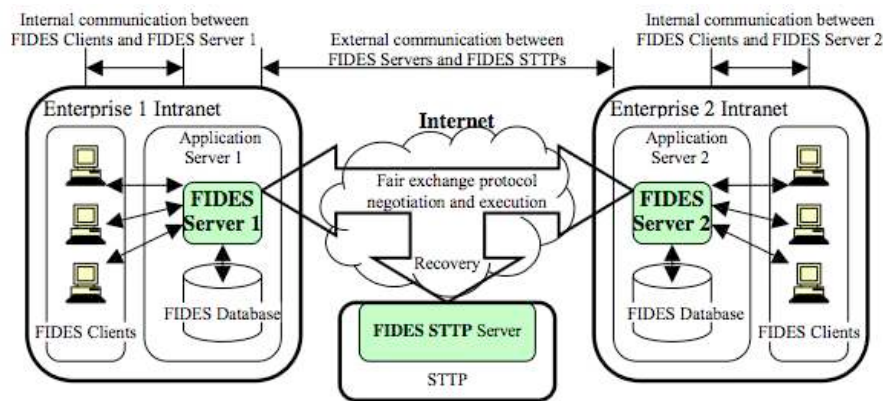 Internal communication between
FIDES Clients and FIDES Server 1
External communication between
FIDES Servers and FIDES STTPs
Internal communication between
FIDES Clients and FIDES Server 2
Enterprise 1 Intranet
Application
Server 1
FIDES
Server 1
FIDES Database
FIDES Clients
Internet
Fair exchange protocol
negotiation and execution
Recovery
FIDES STTP Server
STTP
Enterprise 2 Intranet
Application
Server 2
FIDES
Server 2
FIDES
Database
FIDES Clients